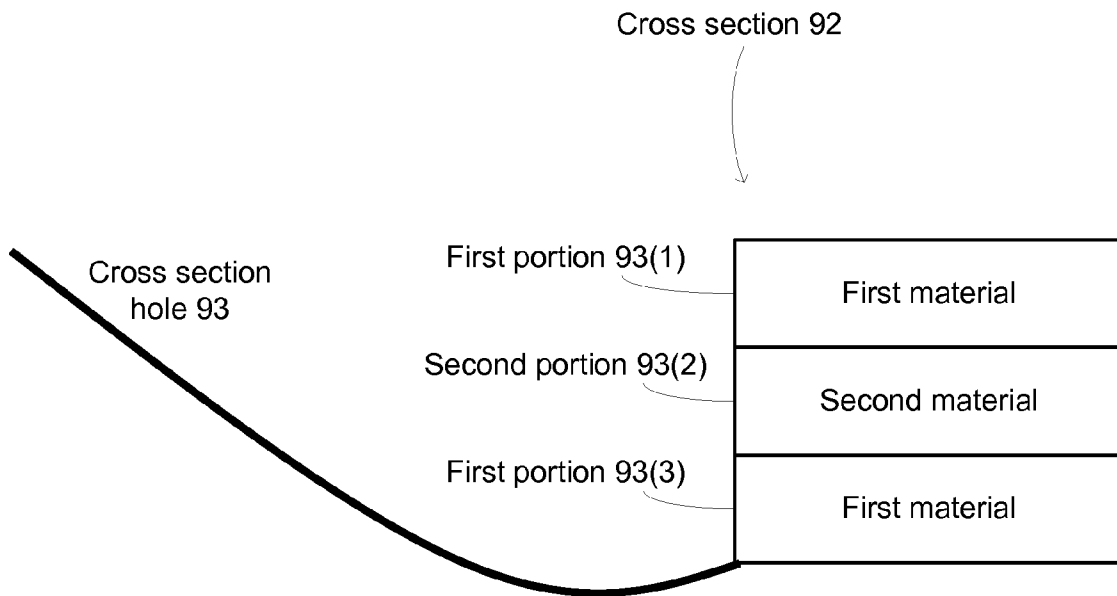 Cross section 92
First portion 93(1)
Cross section
hole 93
First material
Second portion 93(2)
Second material
First portion 93(3)
First material